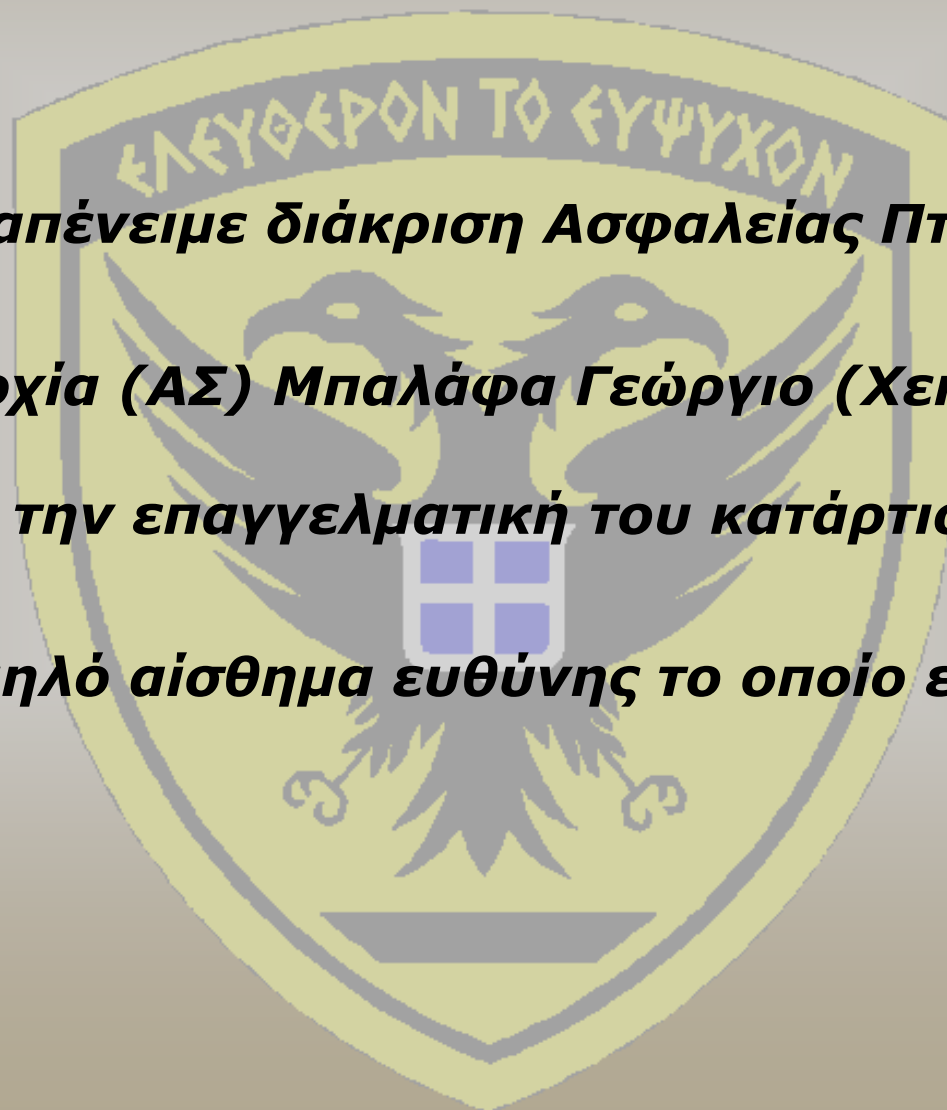 ΕΛΕΥΘΕΡΟΝ ΤΟ ΕΥΨΥΧΟΝ
απένειμε διάκριση Ασφαλείας Πτ
ρχία (ΑΣ) Μπαλάφα Γεώργιο (Χει
την επαγγελματική του κατάρτισ
ηλό αίσθημα ευθύνης το οποίο ε